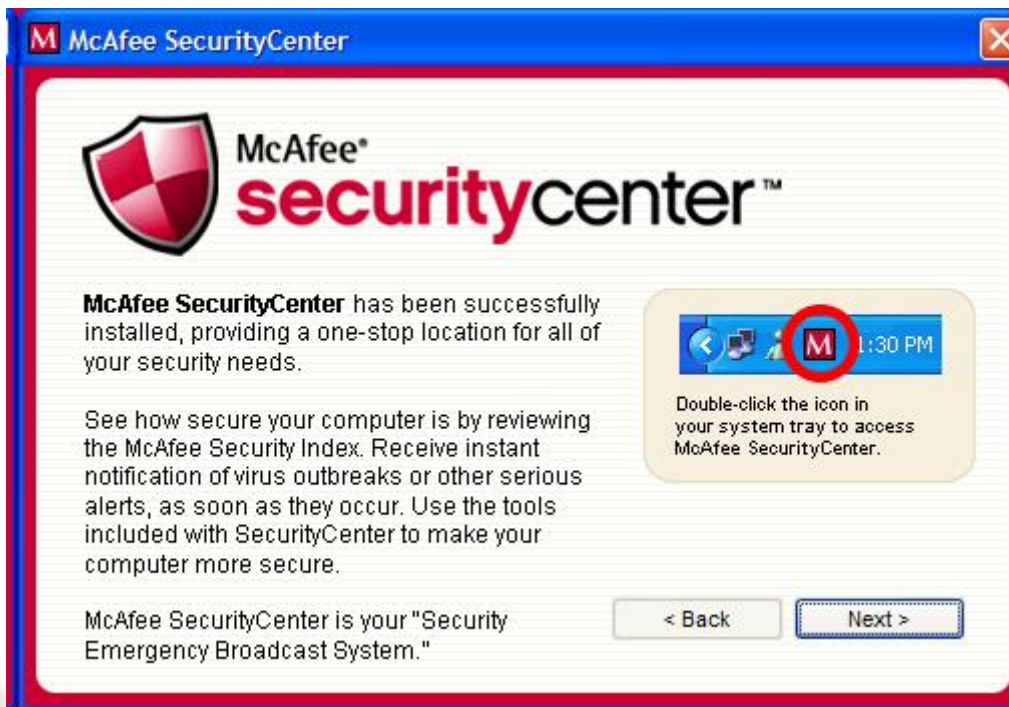 M McAfee SecurityCenter
McAfee®
securitycenter™
McAfee SecurityCenter has been successfully
installed, providing a one-stop location for all of
your security needs.
See how secure your computer is by reviewing
the McAfee Security Index. Receive instant
notification of virus outbreaks or other serious
alerts, as soon as they occur. Use the tools
included with SecurityCenter to make your
computer more secure.
McAfee SecurityCenter is your "Security
Emergency Broadcast System."
M 1:30 PM
Double-click the icon in
your system tray to access
McAfee SecurityCenter.
< Back
Next >